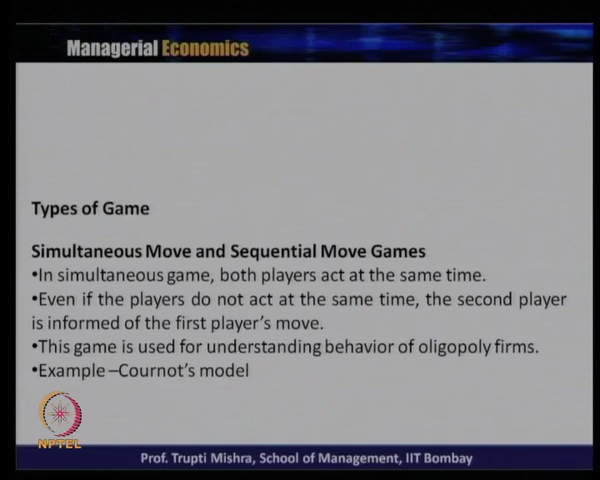 Managerial Economics
Types of Game
Simultaneous Move and Sequential Move Games
•In simultaneous game, both players act at the same time.
•Even if the players do not act at the same time, the second player
is informed of the first player's move.
•This game is used for understanding behavior of oligopoly firms.
•Example –Cournot's model
NPTEL
Prof. Trupti Mishra, School of Management, IIT Bombay